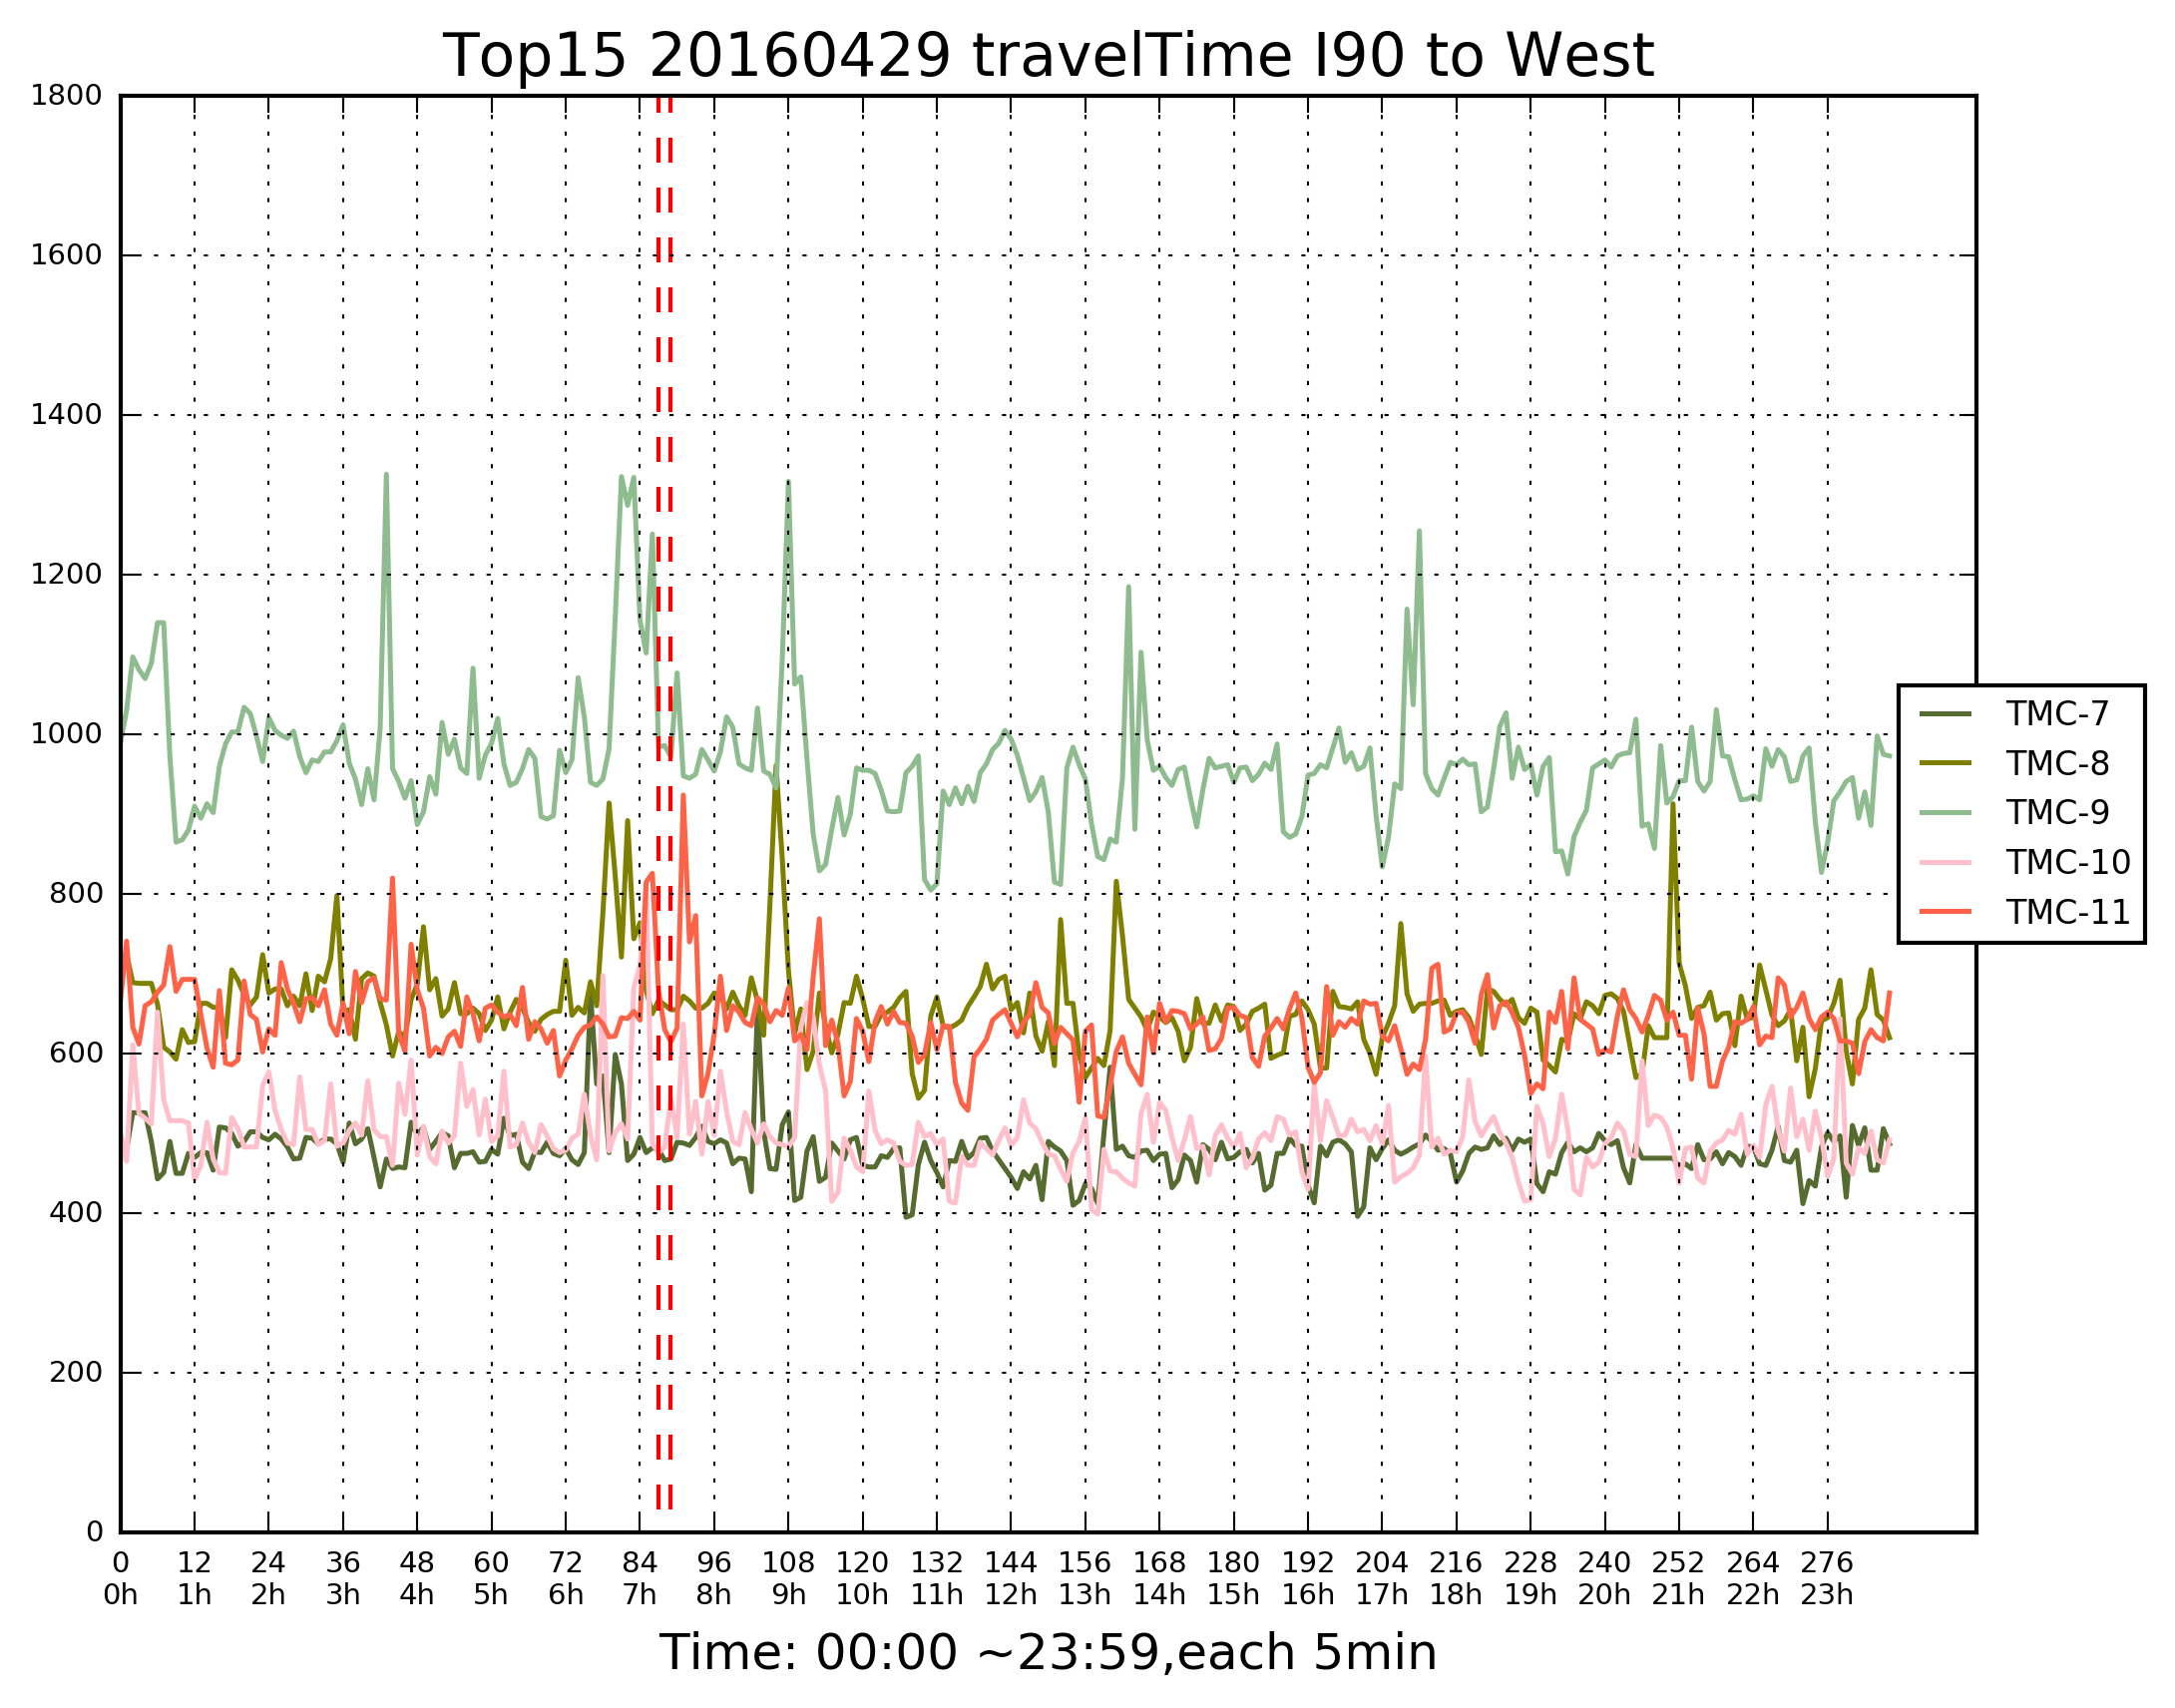 Top15 20160429 travelTime I90 to West
1800
1600
1400
1200
1000
800
600
400
200
0
TMC-7
TMC-8
TMC-9
TMC-10
TMC-11
0 12 24 36 48 60 72 84 96 108 120 132 144 156 168 180 192 204 216 228 240 252 264 276
0h 1h 2h 3h 4h 5h 6h 7h 8h 9h 10h 11h 12h 13h 14h 15h 16h 17h 18h 19h 20h 21h 22h 23h
Time: 00:00 ~23:59,each 5min